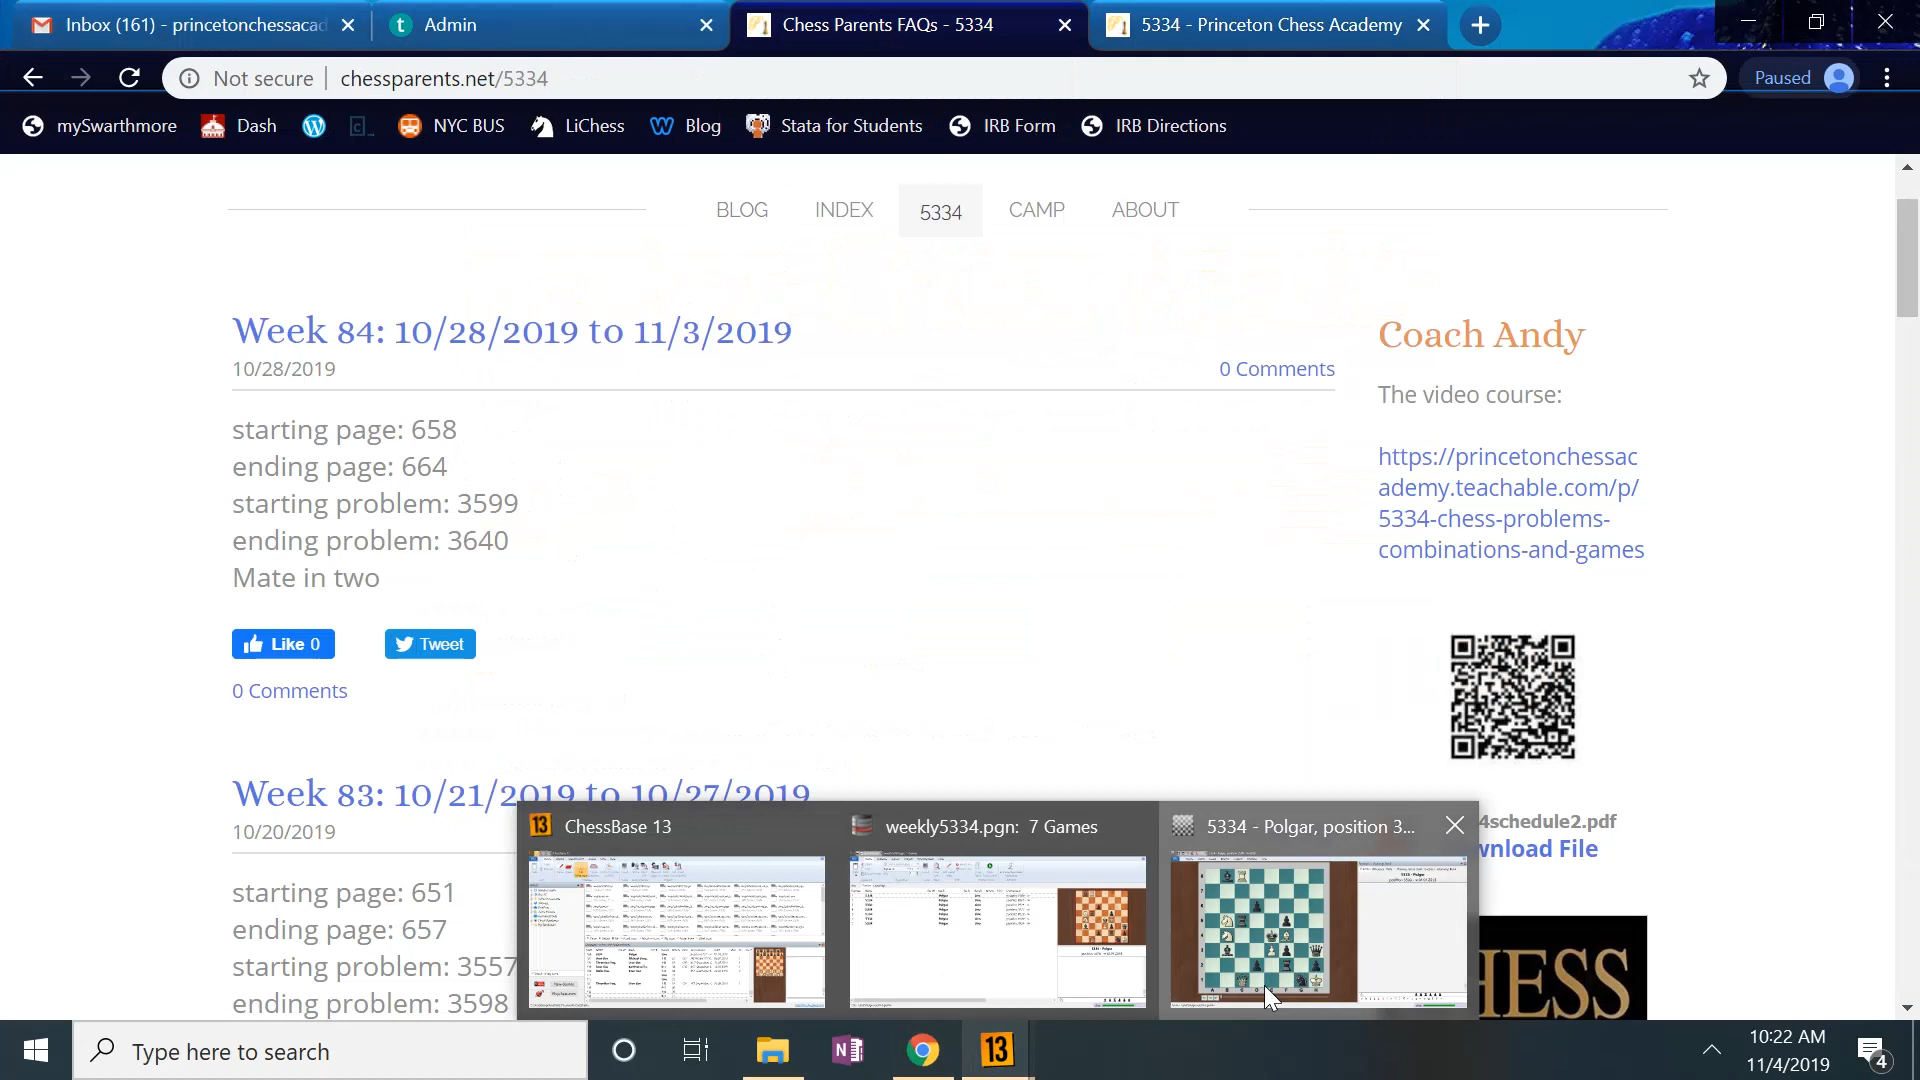 Inbox (161) - princetonchessacad
Admin
Chess Parents FAQs - 5334
5334 - Princeton Chess Academy
Not secure
chessparents.net/5334
Paused
mySwarthmore
Dash
NYC BUS
LiChess
Blog
Stata for Students
IRB Form
IRB Directions
BLOG
INDEX
5334
CAMP
ABOUT
Week 84: 10/28/2019 to 11/3/2019
10/28/2019
0 Comments
starting page: 658
ending page: 664
starting problem: 3599
ending problem: 3640
Mate in two
Like 0
Tweet
0 Comments
Coach Andy
The video course:
https://princetonchessac
ademy.teachable.com/p/
5334-chess-problems-
combinations-and-games
4schedule2.pdf
wnload File
HESS
Week 83: 10/21/2019 to 10/27/2019
10/20/2019
starting page: 651
ending page: 657
starting problem: 3557
ending problem: 3598
13
ChessBase 13
weekly5334.pgn: 7 Games
5334 - Polgar, position 3...
Type here to search
13
10:22 AM
11/4/2019
4